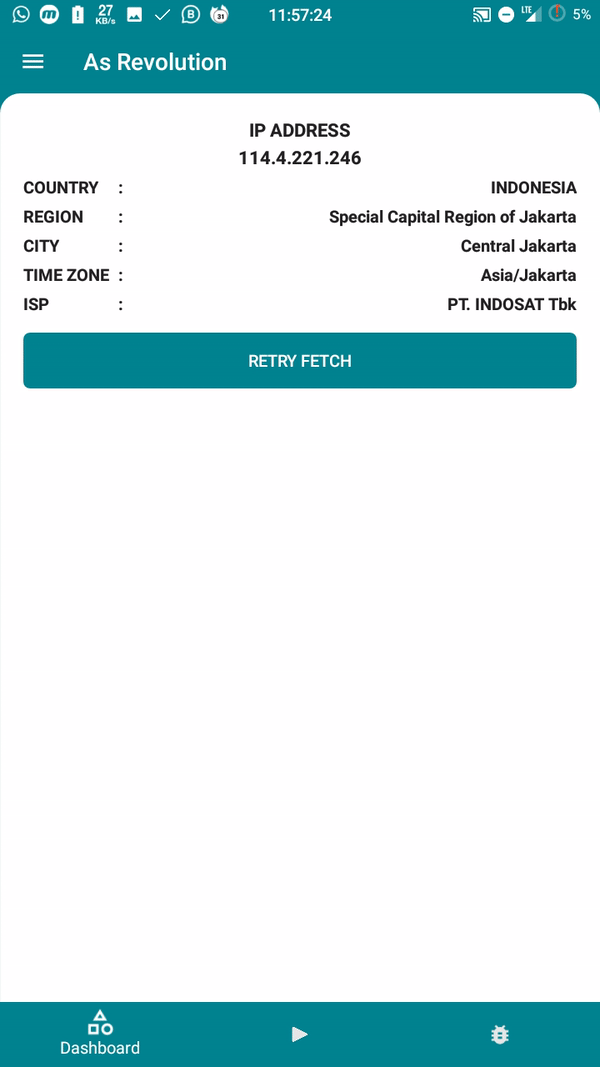 27 KB/s 31 11:57:24 LTE 5%
As Revolution
IP ADDRESS
114.4.221.246
COUNTRY : INDONESIA
REGION : Special Capital Region of Jakarta
CITY : Central Jakarta
TIME ZONE : Asia/Jakarta
ISP : PT. INDOSAT Tbk
RETRY FETCH
Dashboard